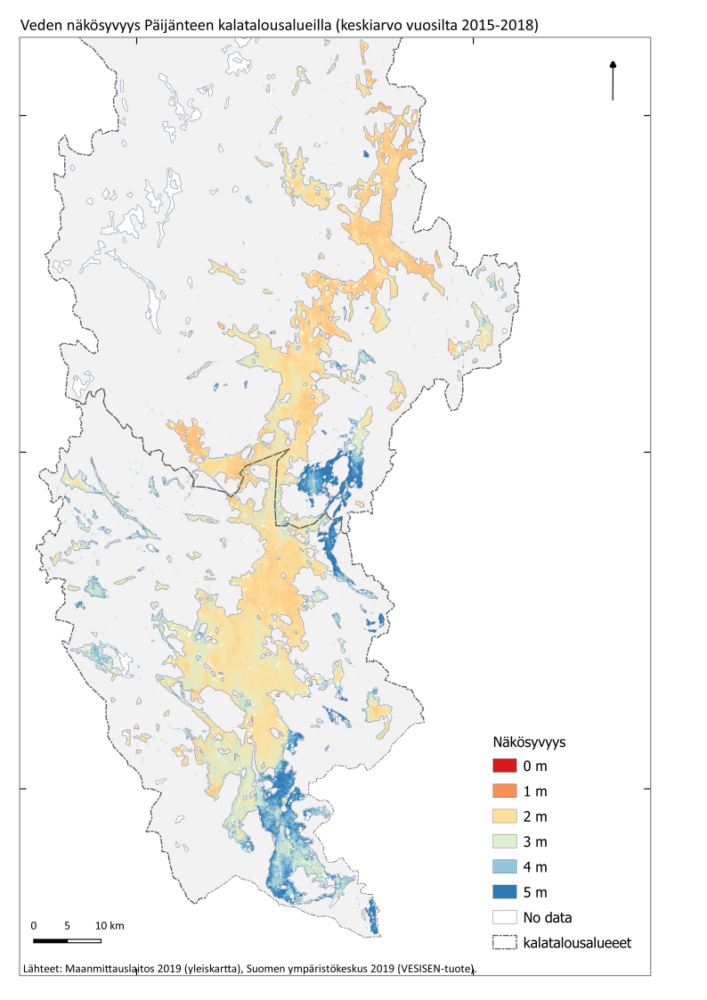 Veden näkösyvyys Päijänteen kalatalousalueilla (keskiarvo vuosilta 2015-2018)
Näkösyvyys
0 m
1 m
2 m
3 m
4 m
5 m
No data
kalatalousalueeet
0 5 10 km
Lähteet: Maanmittauslaitos 2019 (yleiskartta), Suomen ympäristökeskus 2019 (VESISEN-tuote).